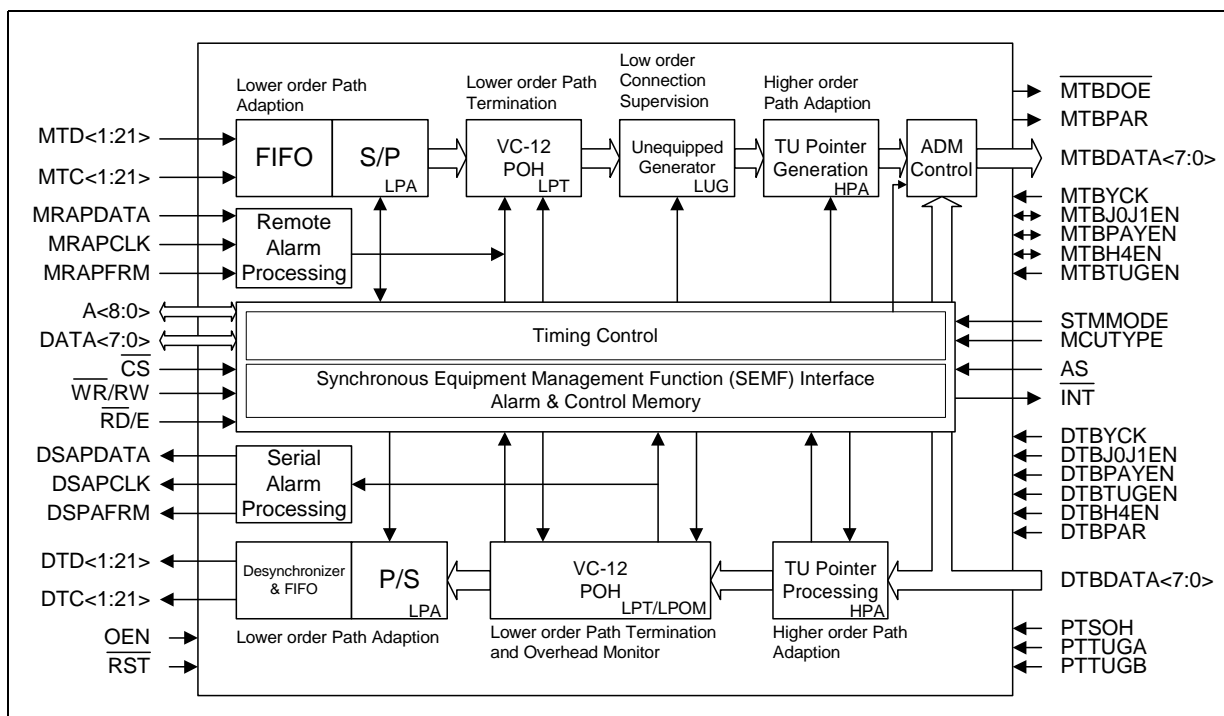 Lower order Path
Adaption
Lower order Path
Termination
Low order
Connection
Supervision
Higher order
Path Adaption
MTD<1:21>
MTC<1:21>
FIFO
S/P
LPA
VC-12
POH
LPT
Unequipped
Generator
LUG
TU Pointer
Generation
HPA
ADM
Control
MTBDOE
MTBPAR
MTBDATA<7:0>
MRAPDATA
MRAPCLK
MRAPFRM
Remote
Alarm
Processing
MTBYCK
MTBJ0J1EN
MTBPAYEN
MTBH4EN
MTBTUGEN
A<8:0>
DATA<7:0>
CS
WR/RW
RD/E
Timing Control
Synchronous Equipment Management Function (SEMF) Interface
Alarm & Control Memory
STMMODE
MCUTYPE
AS
INT
DSAPDATA
DSAPCLK
DSPAFRM
Serial
Alarm
Processing
DTBYCK
DTBJ0J1EN
DTBPAYEN
DTBTUGEN
DTBH4EN
DTBPAR
DTD<1:21>
DTC<1:21>
Desynchronizer
& FIFO
P/S
LPA
VC-12
POH
LPT/LPOM
TU Pointer
Processing
HPA
DTBDATA<7:0>
Lower order Path Adaption
Lower order Path Termination
and Overhead Monitor
Higher order Path
Adaption
OEN
RST
PTSOH
PTTUGA
PTTUGB